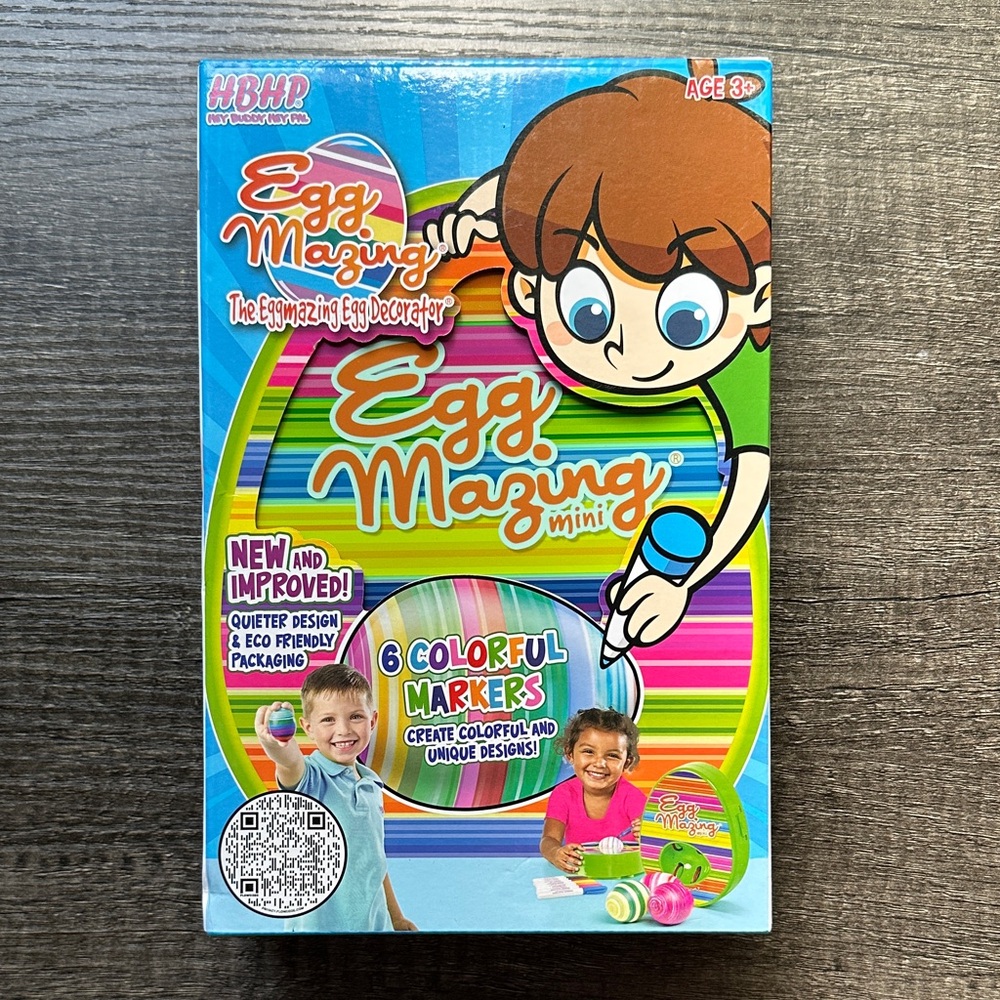 HBHP.
HEY BUDDY HEY PAL
AGE 3+
Egg
Mazing®
The Eggmazing Egg Decorator®
Egg
Mazing®
mini
NEW AND
IMPROVED!
QUIETER DESIGN
& ECO FRIENDLY
PACKAGING
6 COLORFUL
MARKERS
CREATE COLORFUL AND
UNIQUE DESIGNS!
Egg
Mazing
mini